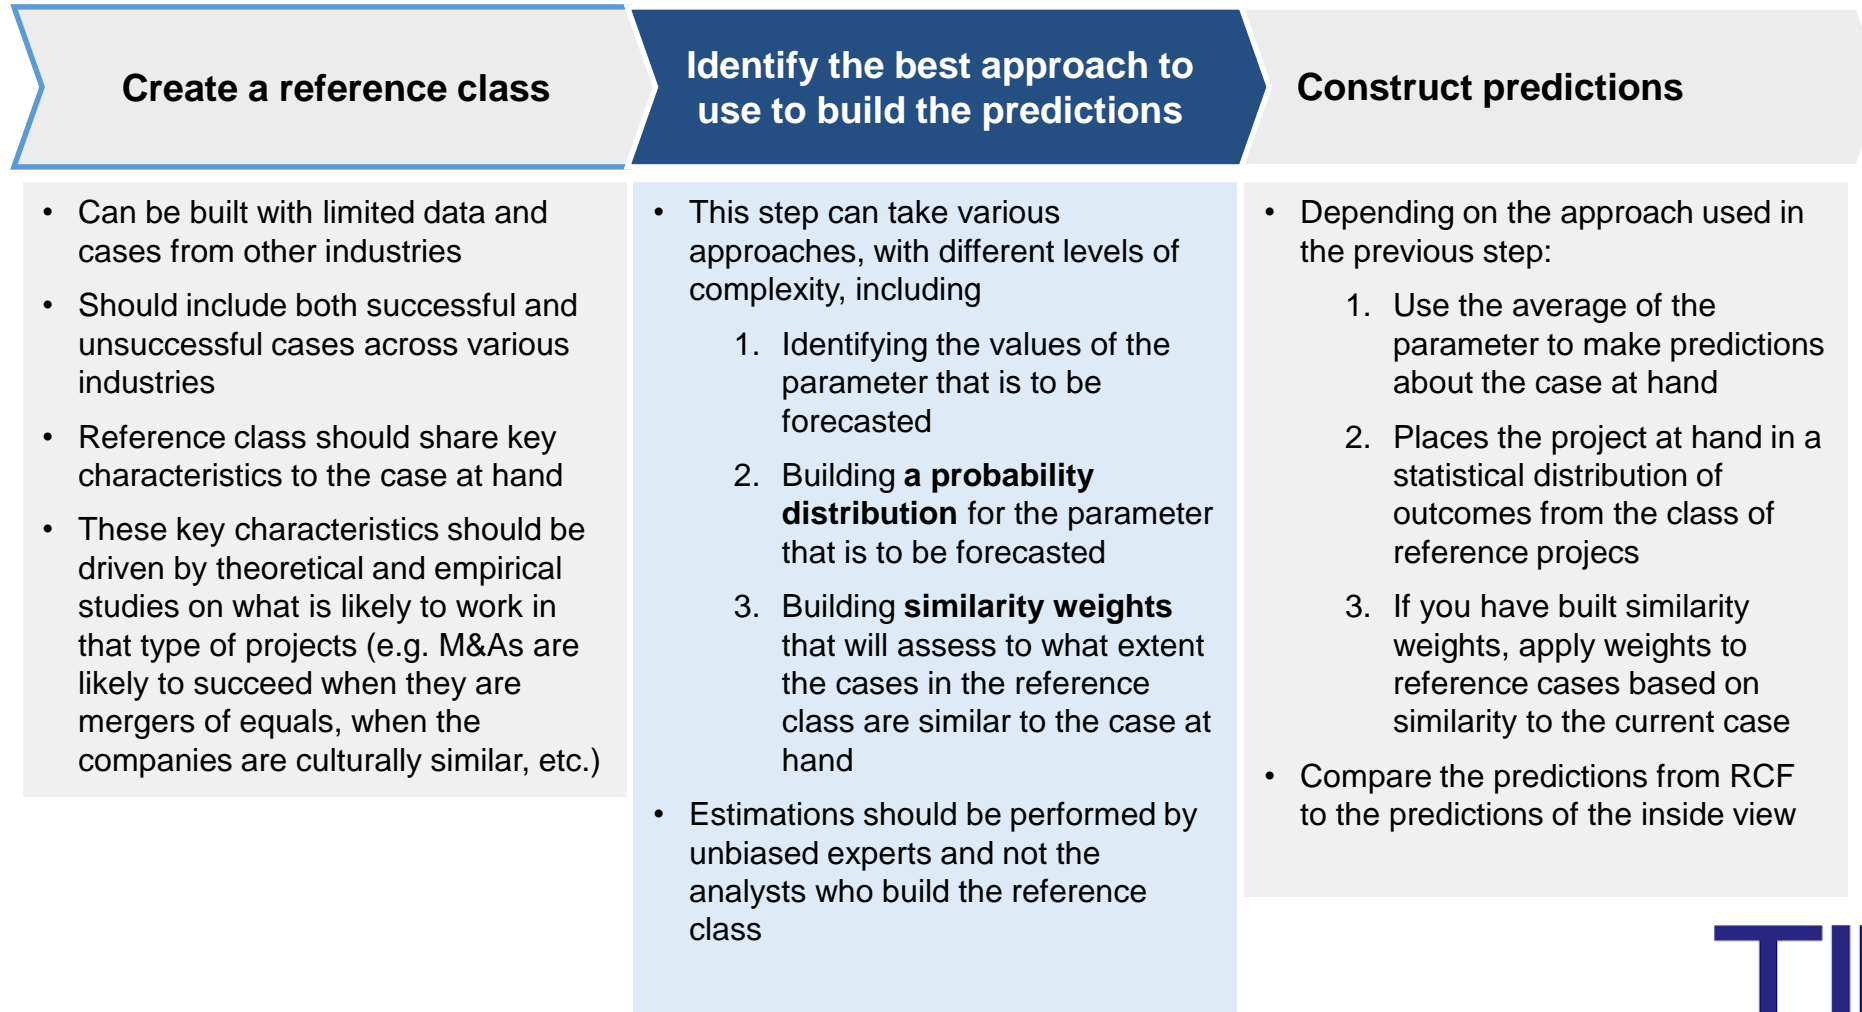 Create a reference class
Identify the best approach to
use to build the predictions
Construct predictions
• Can be built with limited data and
cases from other industries
• Should include both successful and
unsuccessful cases across various
industries
• Reference class should share key
characteristics to the case at hand
• These key characteristics should be
driven by theoretical and empirical
studies on what is likely to work in
that type of projects (e.g. M&As are
likely to succeed when they are
mergers of equals, when the
companies are culturally similar, etc.)
• This step can take various
approaches, with different levels of
complexity, including
1. Identifying the values of the
parameter that is to be
forecasted
2. Building a probability
distribution for the parameter
that is to be forecasted
3. Building similarity weights
that will assess to what extent
the cases in the reference
class are similar to the case at
hand
• Estimations should be performed by
unbiased experts and not the
analysts who build the reference
class
• Depending on the approach used in
the previous step:
1. Use the average of the
parameter to make predictions
about the case at hand
2. Places the project at hand in a
statistical distribution of
outcomes from the class of
reference projecs
3. If you have built similarity
weights, apply weights to
reference cases based on
similarity to the current case
• Compare the predictions from RCF
to the predictions of the inside view